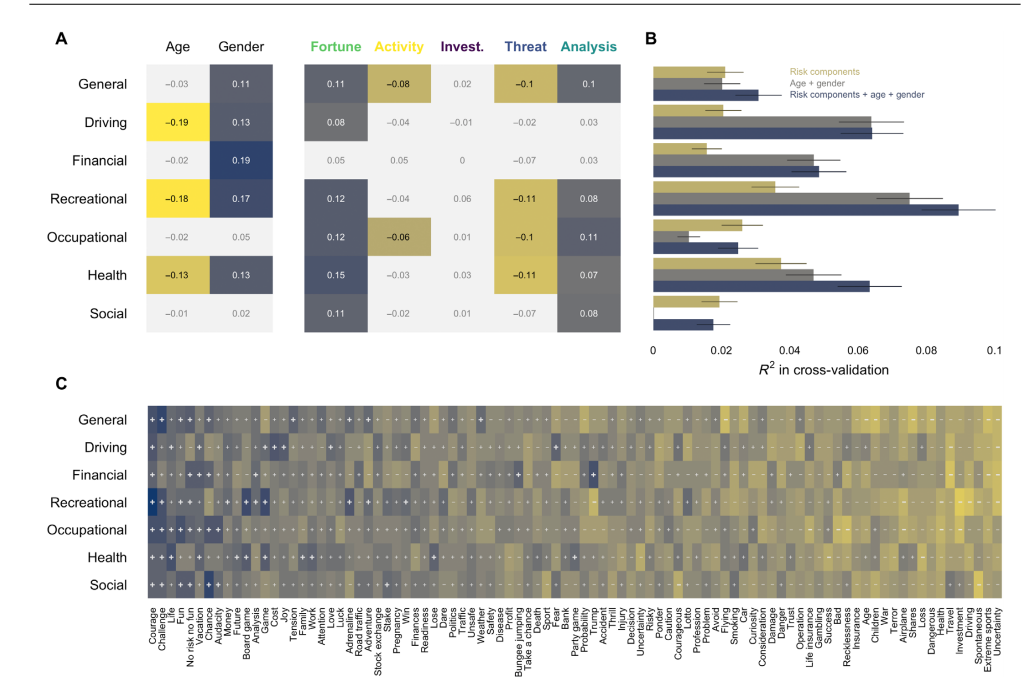 A
B
Age Gender Fortune Activity Invest. Threat Analysis
General −0.03 0.11 0.11 −0.08 0.02 −0.1 0.1
Driving −0.19 0.13 0.08 −0.04 −0.01 −0.02 0.03
Financial −0.02 0.19 0.05 0.05 0 −0.07 0.03
Recreational −0.18 0.17 0.12 −0.04 0.06 −0.11 0.08
Occupational −0.02 0.05 0.12 −0.06 0.01 −0.1 0.11
Health −0.13 0.13 0.15 −0.03 0.03 −0.11 0.07
Social −0.01 0.02 0.11 −0.02 0.01 −0.07 0.08
Risk components
Age + gender
Risk components + age + gender
0 0.02 0.04 0.06 0.08 0.1
R² in cross-validation
C
General
Driving
Financial
Recreational
Occupational
Health
Social
Courage
Challenge
Life
Fun
No risk no fun
Vacation
Chance
Audacity
Money
Future
Board game
Analysis
Game
Cost
Joy
Tension
Family
Work
Attention
Love
Luck
Adrenaline
Road traffic
Adventure
Stock exchange
Stake
Pregnancy
Win
Finances
Readiness
Lose
Dare
Politics
Traffic
Unsafe
Weather
Safety
Disease
Profit
Bungee jumping
Take a chance
Death
Sport
Fear
Bank
Party game
Probability
Trump
Accident
Thrill
Injury
Decision
Uncertainty
Risky
Ponder
Caution
Courageous
Lotto
Profession
Problem
Avoid
Flying
Smoking
Car
Curiosity
Consideration
Damage
Danger
Trust
Operation
Life insurance
Gambling
Success
Bad
Recklessness
Insurance
Age
Children
War
Terror
Airplane
Shares
Loss
Dangerous
Health
Travel
Investment
Driving
Spontaneous
Extreme sports
Uncertainty